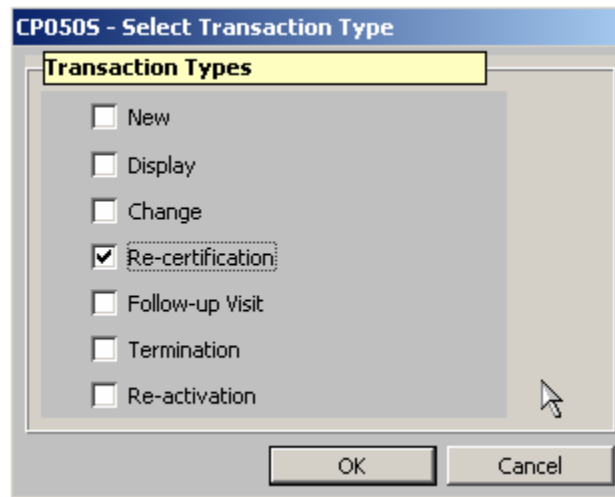 CP050S - Select Transaction Type
Transaction Types
New
Display
Change
Re-certification
Follow-up Visit
Termination
Re-activation
OK Cancel